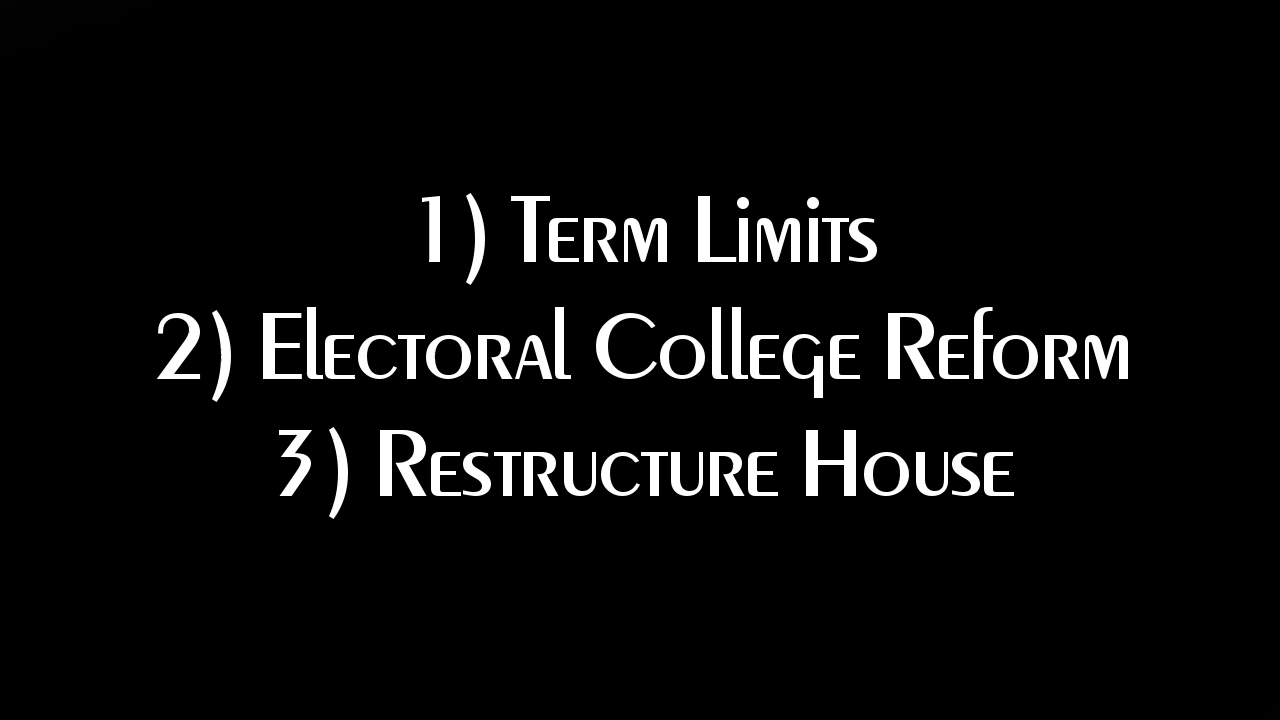 1) Term Limits
2) Electoral College Reform
3) Restructure House